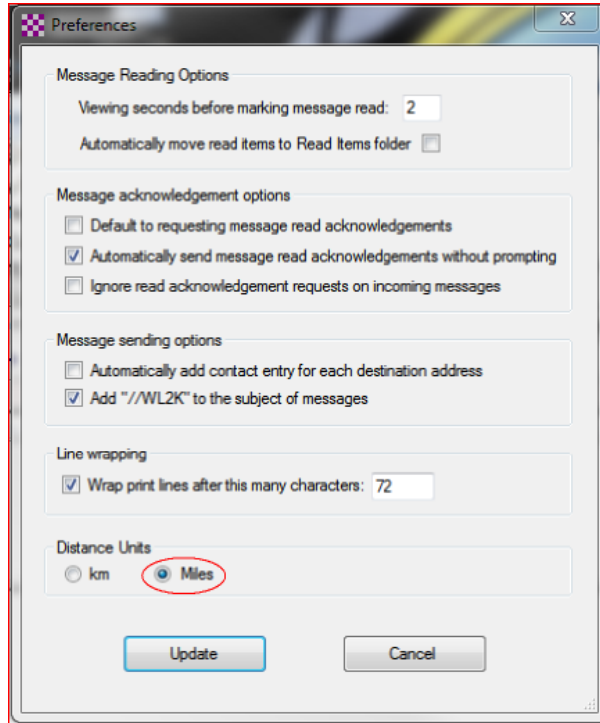 Preferences
Message Reading Options
Viewing seconds before marking message read: 2
Automatically move read items to Read Items folder
Message acknowledgement options
Default to requesting message read acknowledgements
Automatically send message read acknowledgements without prompting
Ignore read acknowledgement requests on incoming messages
Message sending options
Automatically add contact entry for each destination address
Add "//WL2K" to the subject of messages
Line wrapping
Wrap print lines after this many characters: 72
Distance Units
km Miles
Update Cancel